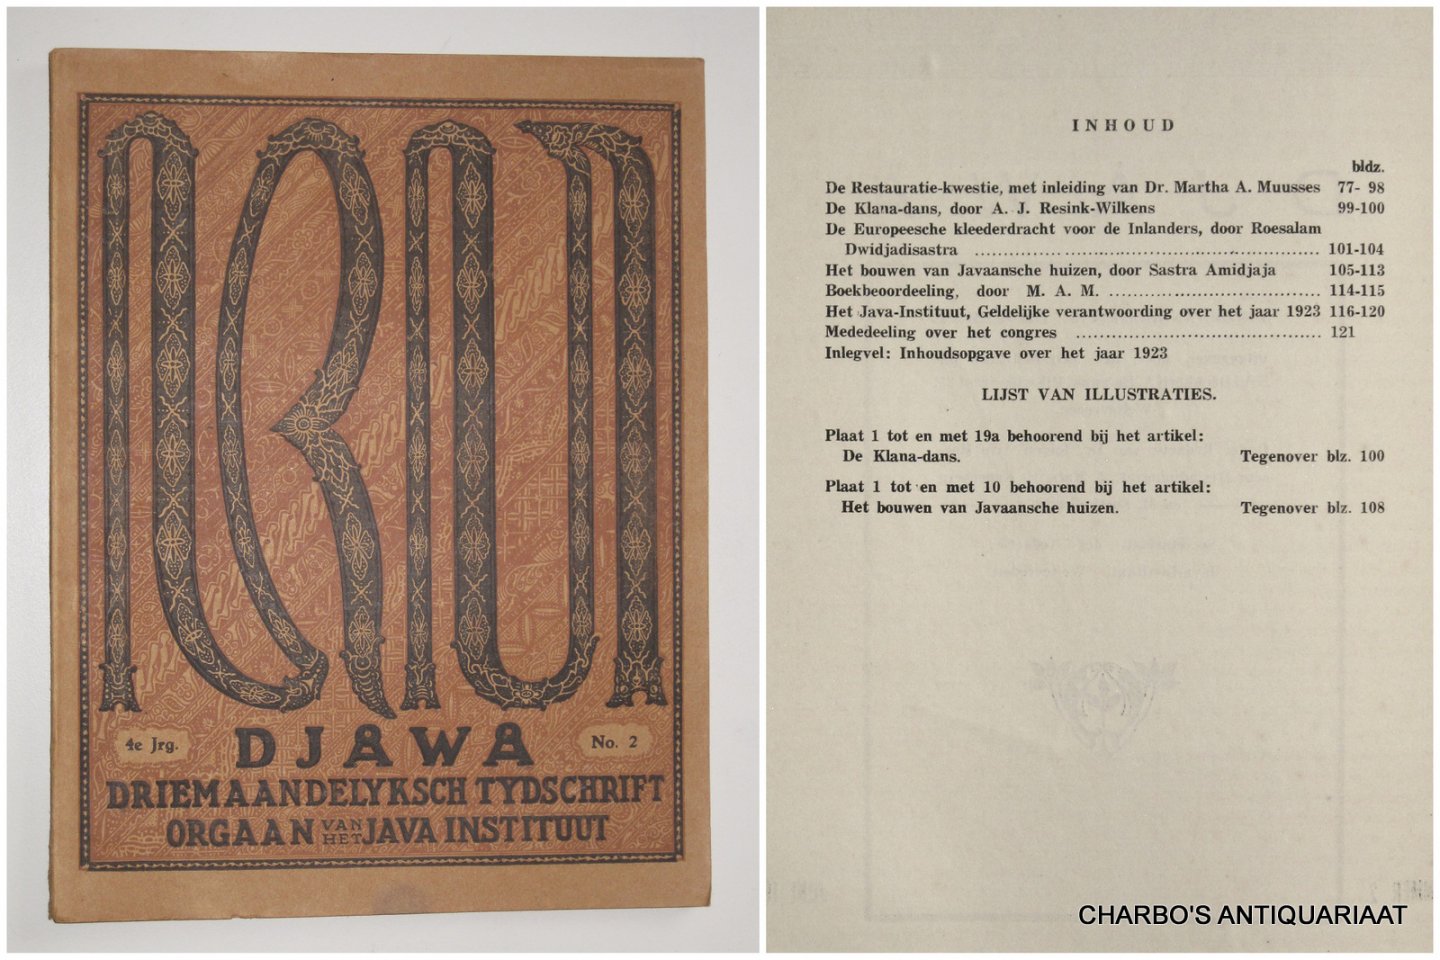 ꦗꦮ
4e Jrg.
No. 2
DJAWA
DRIEMAANDELYKSCH TYDSCHRIFT
ORGAAN VAN HET JAVA INSTITUUT
INHOUD
bldz.
De Restauratie-kwestie, met inleiding van Dr. Martha A. Muusses 77- 98
De Klana-dans, door A. J. Resink-Wilkens 99-100
De Europeesche kleederdracht voor de Inlanders, door Roesalam
Dwidjadisastra ........................................ 101-104
Het bouwen van Javaansche huizen, door Sastra Amidjaja 105-113
Boekbeoordeeling, door M. A. M. ........................ 114-115
Het Java-Instituut, Geldelijke verantwoording over het jaar 1923 116-120
Mededeeling over het congres ............................ 121
Inlegvel: Inhoudsopgave over het jaar 1923
LIJST VAN ILLUSTRATIES.
Plaat 1 tot en met 19a behoorend bij het artikel:
De Klana-dans. Tegenover blz. 100
Plaat 1 tot en met 10 behoorend bij het artikel:
Het bouwen van Javaansche huizen. Tegenover blz. 108
CHARBO'S ANTIQUARIAAT